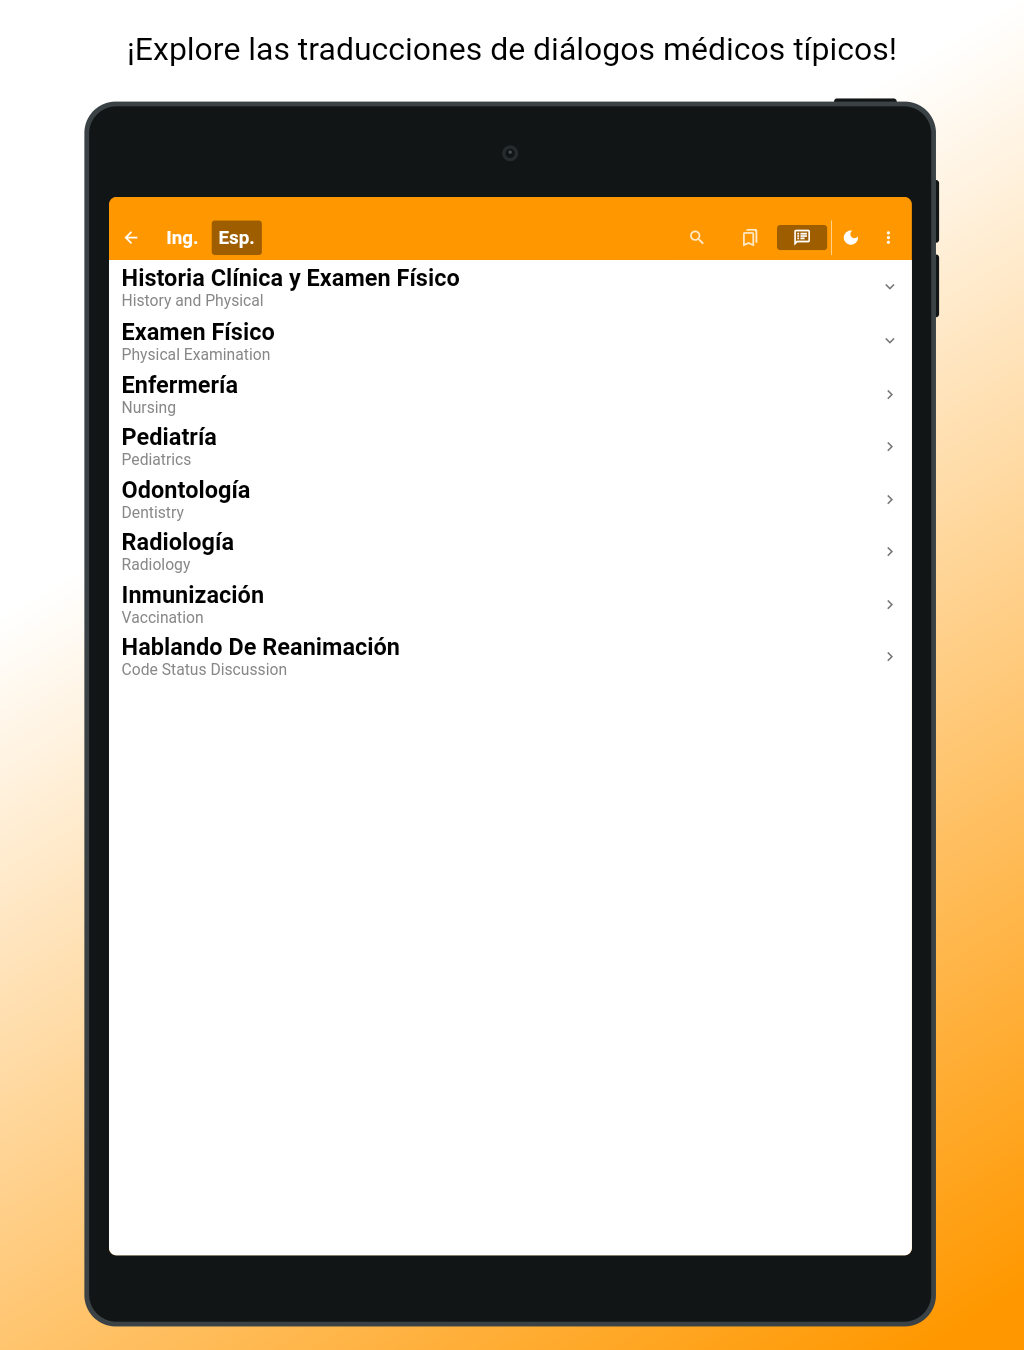 ¡Explore las traducciones de diálogos médicos típicos!
Ing. Esp.
Historia Clínica y Examen Físico
History and Physical
Examen Físico
Physical Examination
Enfermería
Nursing
Pediatría
Pediatrics
Odontología
Dentistry
Radiología
Radiology
Inmunización
Vaccination
Hablando De Reanimación
Code Status Discussion